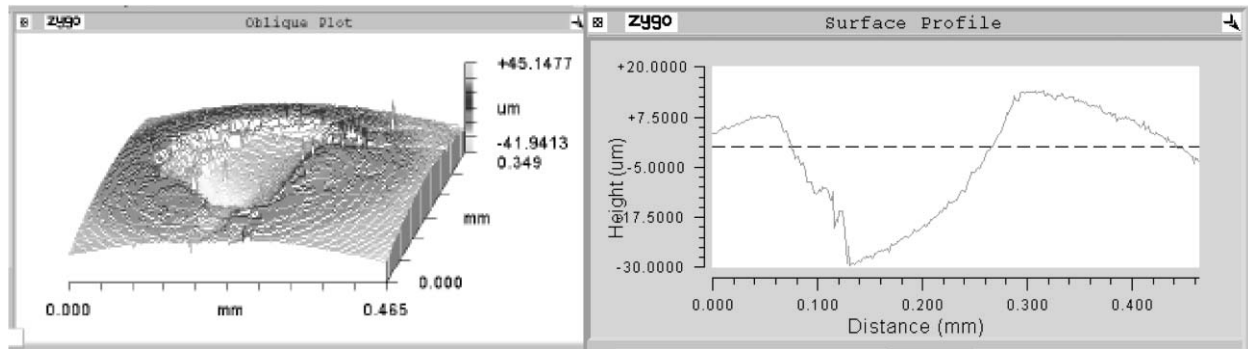 zygo
Oblique Plot
+45.1477
um
-41.9413
0.349
mm
0.000
0.000
mm
0.465
zygo
Surface Profile
+20.0000
+7.5000
-5.0000
-17.5000
-30.0000
Height (um)
0.000
0.100
0.200
0.300
0.400
Distance (mm)